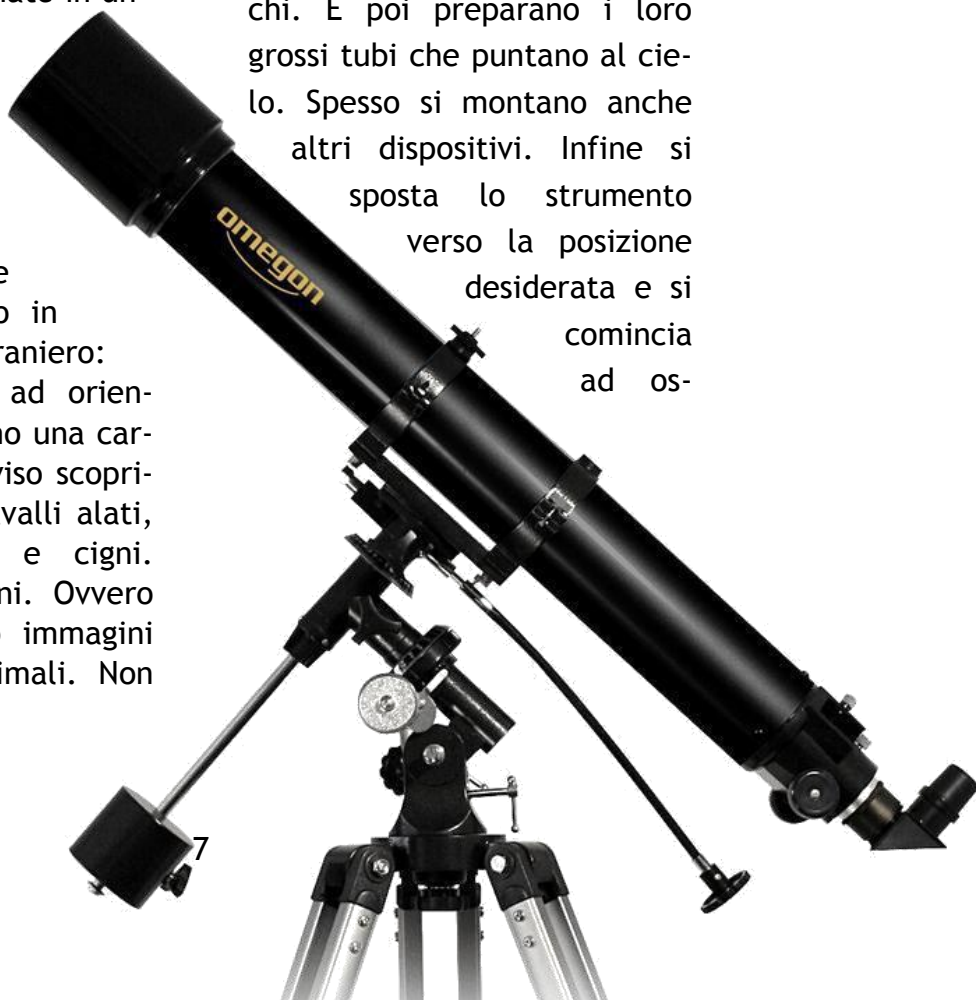 in un
e
o in
raniero:
ad orien-
no una car-
viso scopri-
valli alati,
e cigni.
ni. Ovvero
immagini
imali. Non
chi. E poi preparano i loro
grossi tubi che puntano al cie-
lo. Spesso si montano anche
altri dispositivi. Infine si
sposta lo strumento
verso la posizione
desiderata e si
comincia
ad os-
omegon
7